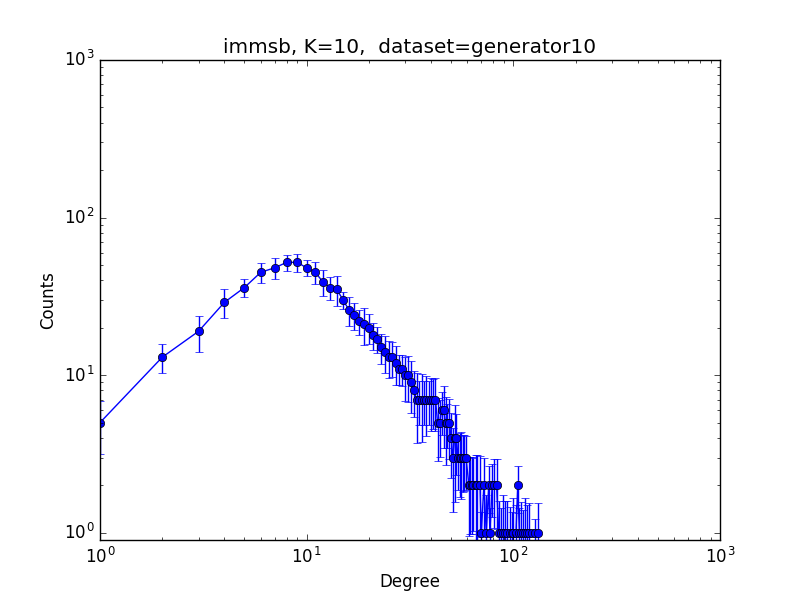 immsb, K=10, dataset=generator10
10³
10²
10¹
10⁰
Counts
10⁰ 10¹ 10² 10³
Degree